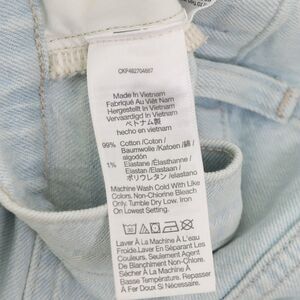 CKF482704667
Made In Vietnam
Fabriqué Au Viêt Nam
Hergestellt In Vietnam
Vervaardigd In Vietnam
ベトナム製
hecho en vietnam
99% Cotton/Coton/
Baumwolle/Katoen/綿/
algodón
1% Elastane/Élasthanne/
Elastan/Elastaan/
ポリウレタン/elastano
Machine Wash Cold With Like
Colors. Non-Chlorine Bleach
Only. Tumble Dry Low. Iron
On Lowest Setting If
Necessary.
Laver À La Machine À L'eau
Froide.Laver En Séparant Les
Couleurs. Seulement Agent
De Blanchiment Non-Chlore.
Sécher À La Machine À
Basse Température. Repasser
À Fer Doux Si Nécessaire.